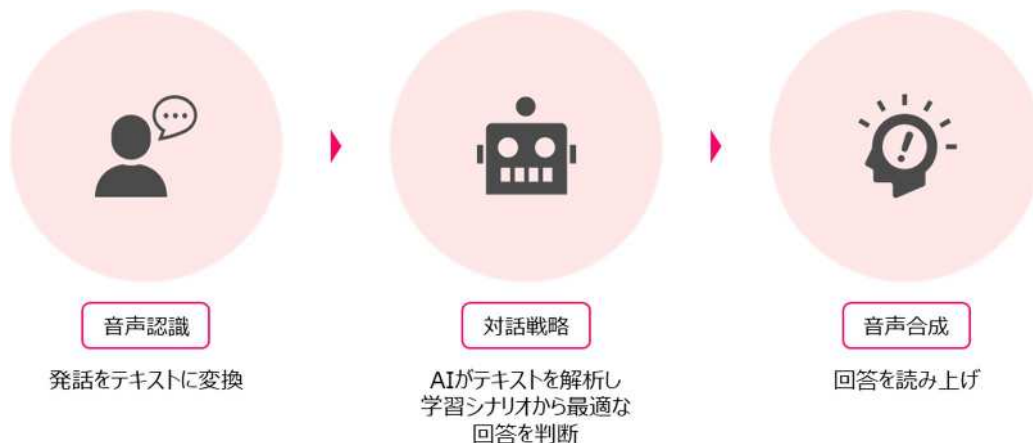 音声認識
発話をテキストに変換
対話戦略
AIがテキストを解析し
学習シナリオから最適な
回答を判断
音声合成
回答を読み上げ